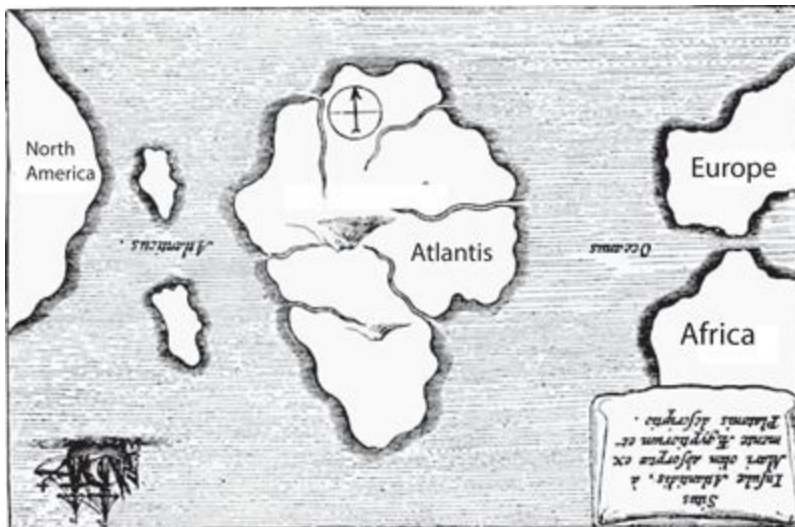 North
America
Europe
Atlanticus .
Atlantis
Oceanus
Africa
Situs
Insulæ Atlantidis, à
Mari olim absorptæ ex
mente Ægyptiorum et
Platonis descriptio .